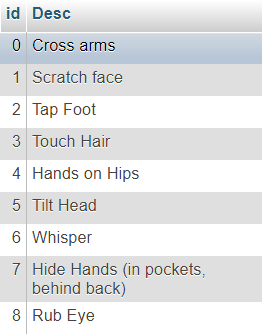 id Desc
0 Cross arms
1 Scratch face
2 Tap Foot
3 Touch Hair
4 Hands on Hips
5 Tilt Head
6 Whisper
7 Hide Hands (in pockets,
behind back)
8 Rub Eye